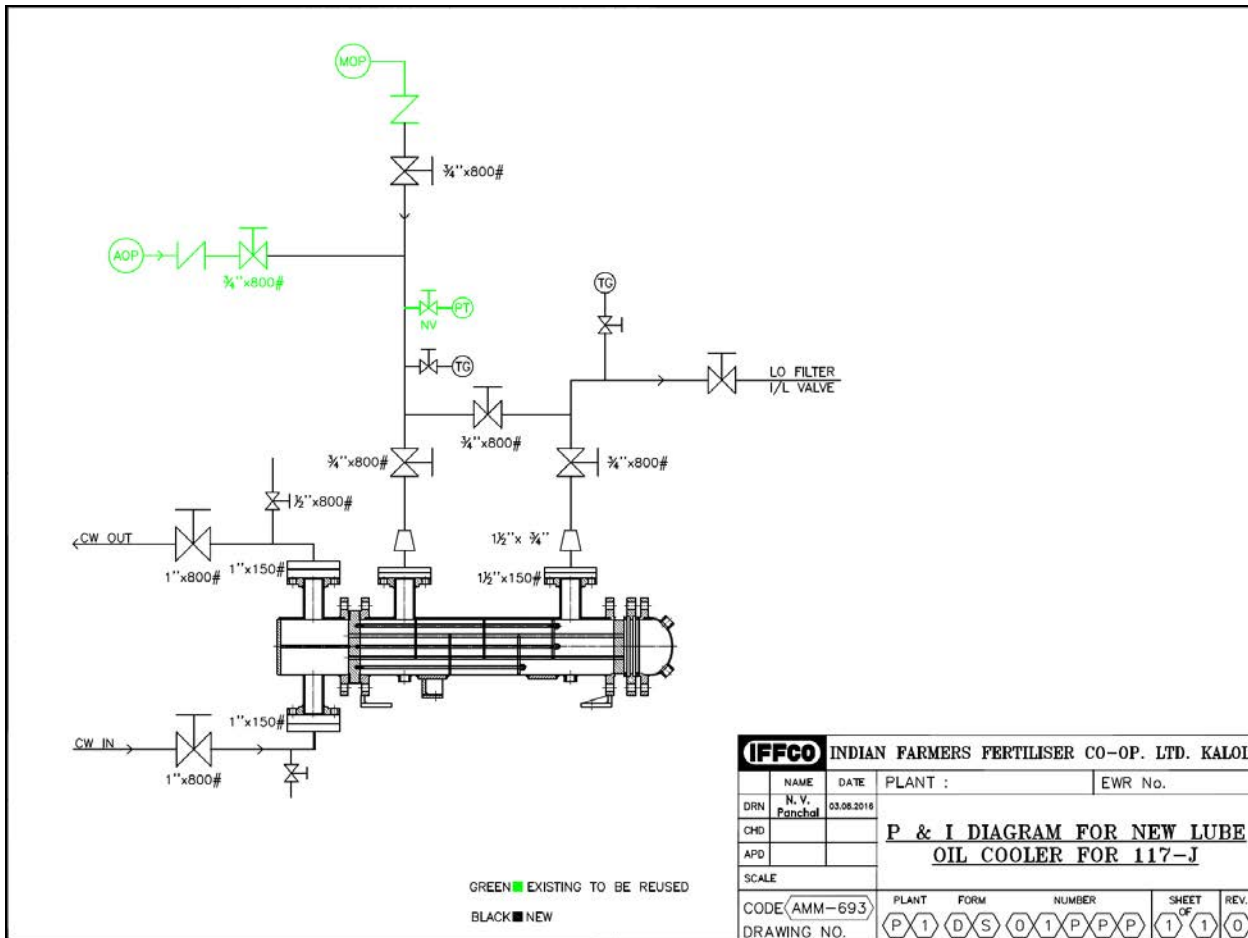 MOP
¾"x800#
AOP
¾"x800#
PT
NV
TG
TG
LO FILTER
I/L VALVE
¾"x800#
¾"x800#
¾"x800#
½"x800#
CW OUT
1"x800#
1"x150#
1½"x ¾"
1½"x150#
1"x150#
CW IN
1"x800#
GREEN EXISTING TO BE REUSED
BLACK NEW
IFFCO INDIAN FARMERS FERTILISER CO-OP. LTD. KALOL
NAME DATE PLANT : EWR No.
DRN N. V. Panchal 03.08.2016
CHD
APD
P & I DIAGRAM FOR NEW LUBE
OIL COOLER FOR 117-J
SCALE
CODE AMM-693
DRAWING NO.
PLANT FORM NUMBER SHEET OF REV.
P 1 D S 0 1 P P P 1 1 0